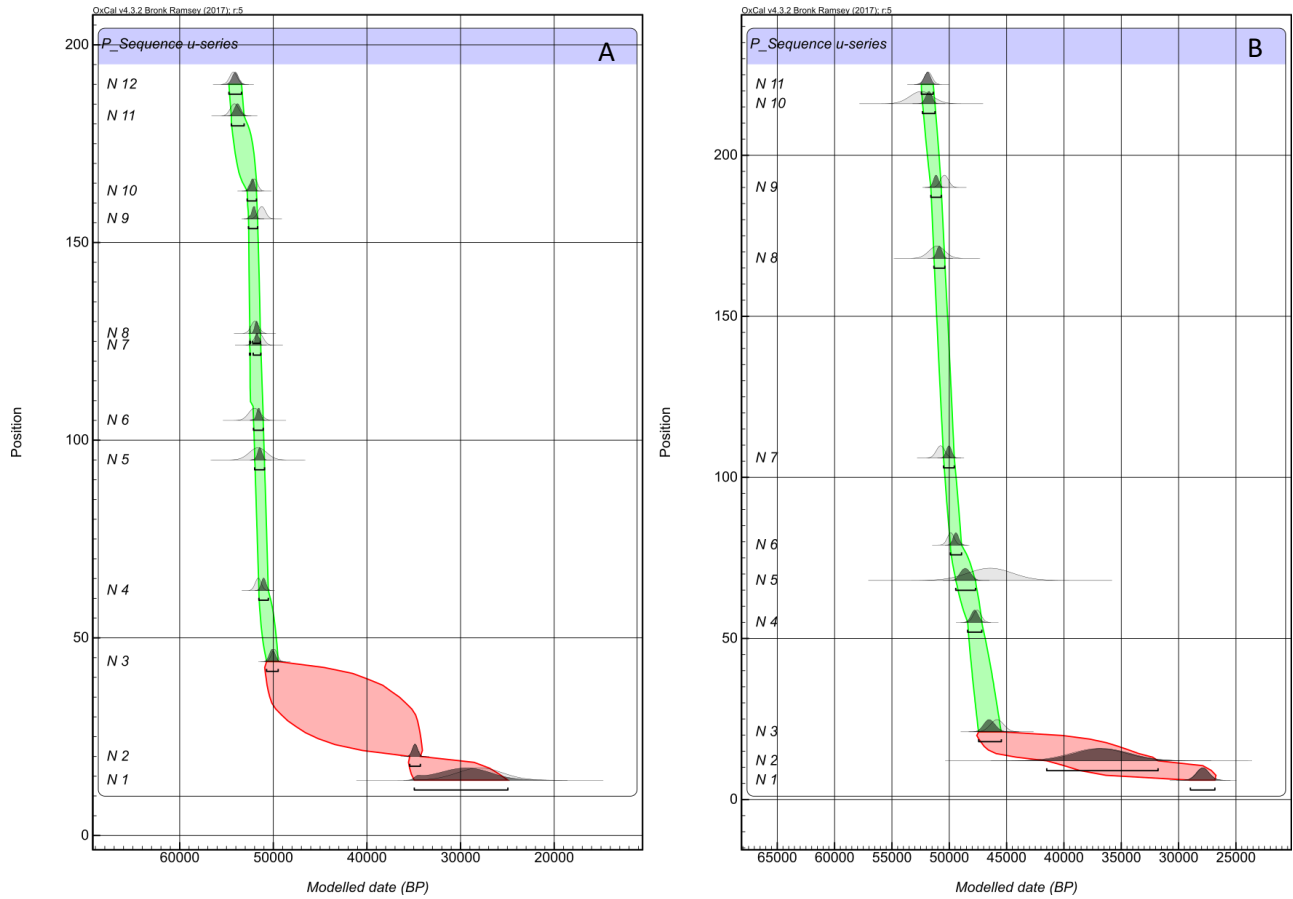 OxCal v4.3.2 Bronk Ramsey (2017); r:5
P_Sequence u-series
A
200
N 12
N 11
N 10
N 9
150
N 8
N 7
N 6
100
N 5
N 4
50
N 3
N 2
N 1
0
Position
60000 50000 40000 30000 20000
Modelled date (BP)
OxCal v4.3.2 Bronk Ramsey (2017); r:5
P_Sequence u-series
B
N 11
N 10
200
N 9
N 8
150
N 7
100
N 6
N 5
N 4
50
N 3
N 2
N 1
0
Position
65000 60000 55000 50000 45000 40000 35000 30000 25000
Modelled date (BP)